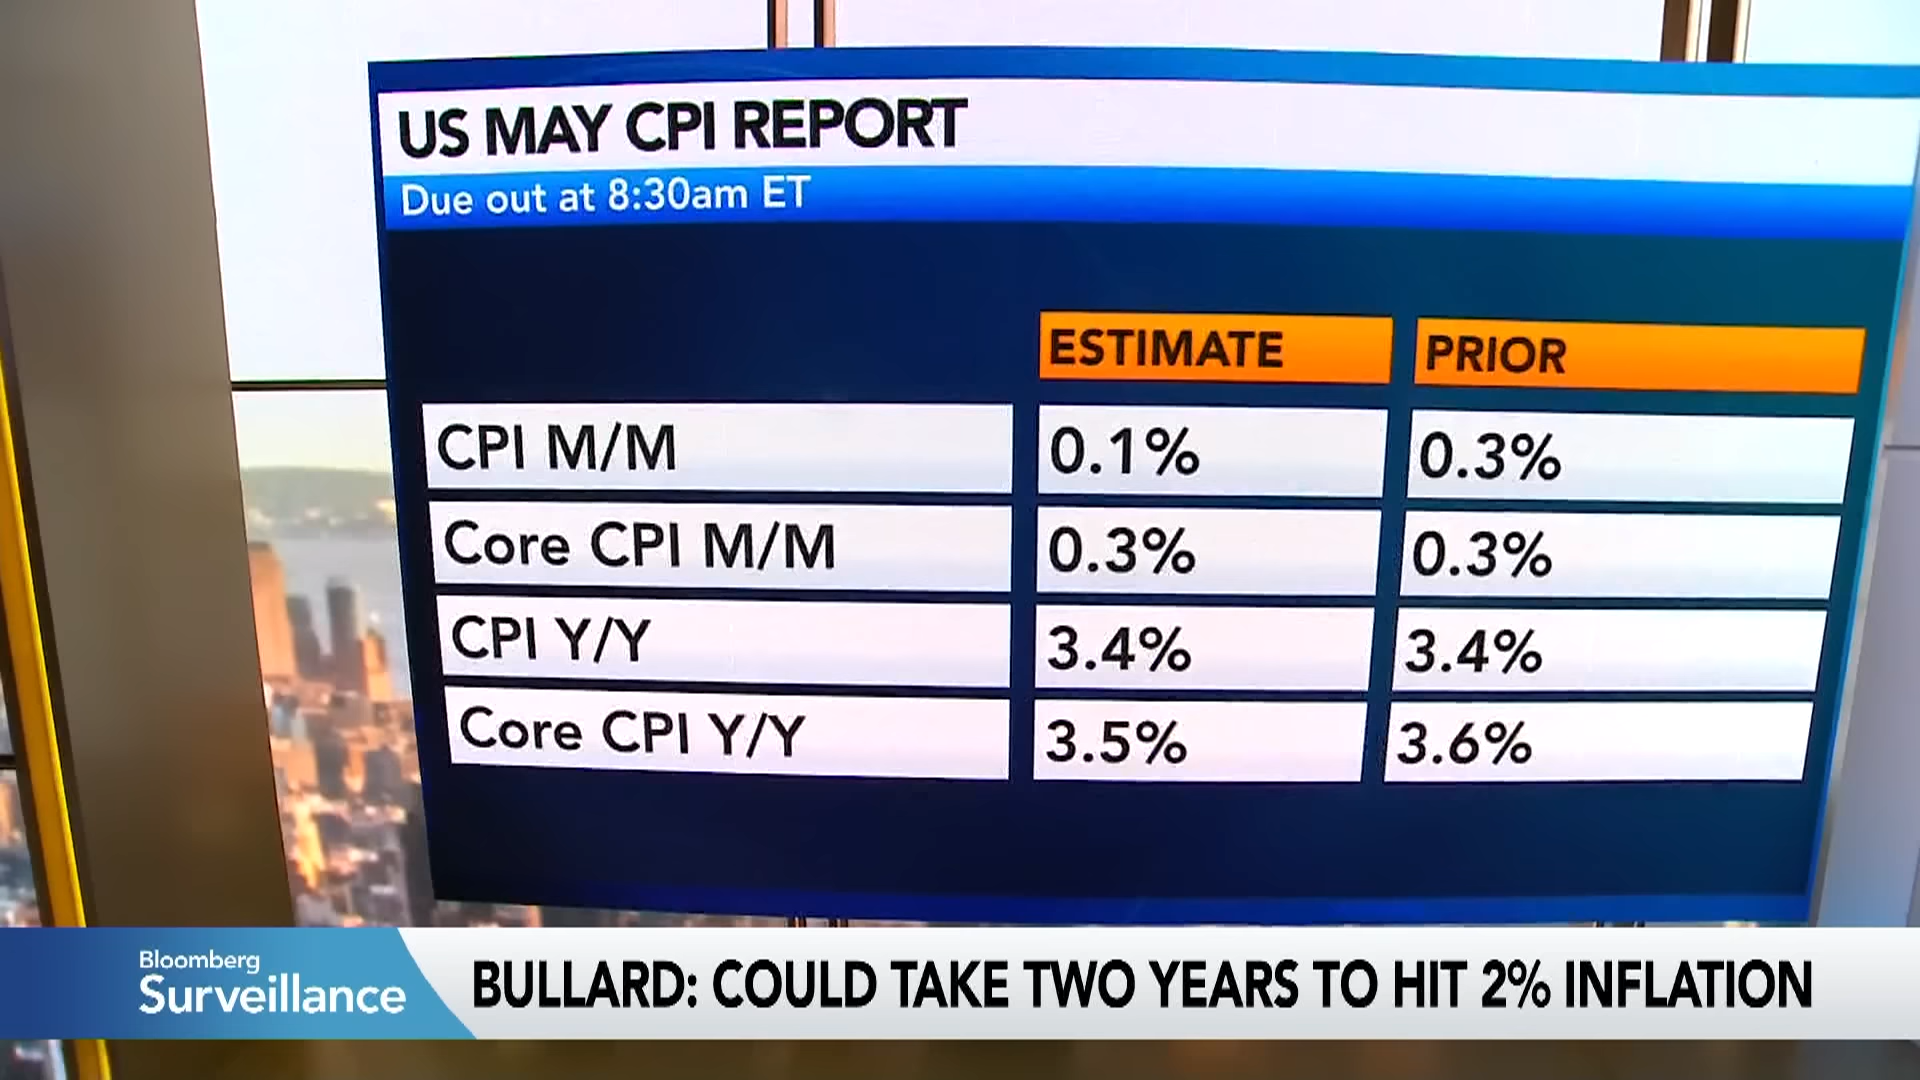 US MAY CPI REPORT
Due out at 8:30am ET
ESTIMATE PRIOR
CPI M/M 0.1% 0.3%
Core CPI M/M 0.3% 0.3%
CPI Y/Y 3.4% 3.4%
Core CPI Y/Y 3.5% 3.6%
Bloomberg
Surveillance
BULLARD: COULD TAKE TWO YEARS TO HIT 2% INFLATION